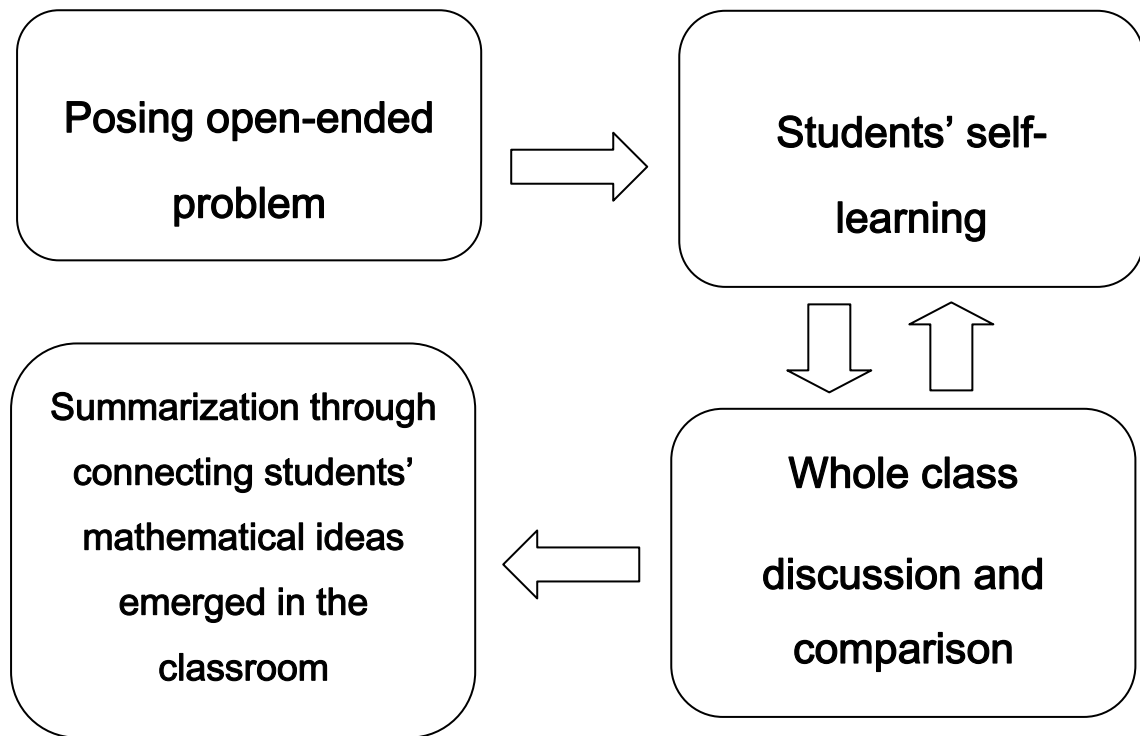 Posing open-ended
problem
Students’ self-
learning
Whole class
discussion and
comparison
Summarization through
connecting students’
mathematical ideas
emerged in the
classroom